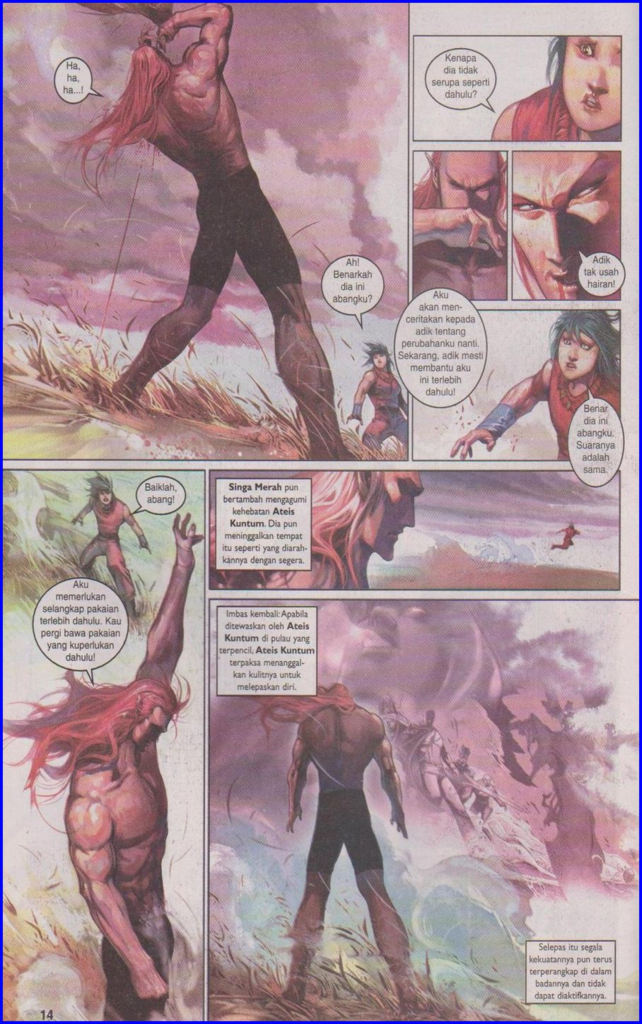 Ha,
ha,
ha...!
Ah!
Benarkah
dia ini
abangku?
Kenapa
dia tidak
serupa seperti
dahulu?
Adik
tak usah
hairan!
Aku
akan men-
ceritakan kepada
adik tentang
perubahanku nanti.
Sekarang, adik mesti
membantu aku
ini terlebih
dahulu!
Benar
dia ini
abangku.
Suaranya
adalah
sama.
Baiklah,
abang!
Aku
memerlukan
selangkap pakaian
terlebih dahulu. Kau
pergi bawa pakaian
yang kuperlukan
dahulu!
Singa Merah pun
bertambah mengagumi
kehebatan Ateis
Kuntum. Dia pun
meninggalkan tempat
itu seperti yang diarah-
kannya dengan segera.
Imbas kembali: Apabila
ditewaskan oleh Ateis
Kuntum di pulau yang
terpencil, Ateis Kuntum
terpaksa menanggal-
kan kulitnya untuk
melepaskan diri.
Selepas itu segala
kekuatannya pun terus
terperangkap di dalam
badannya dan tidak
dapat diaktifkannya.
14